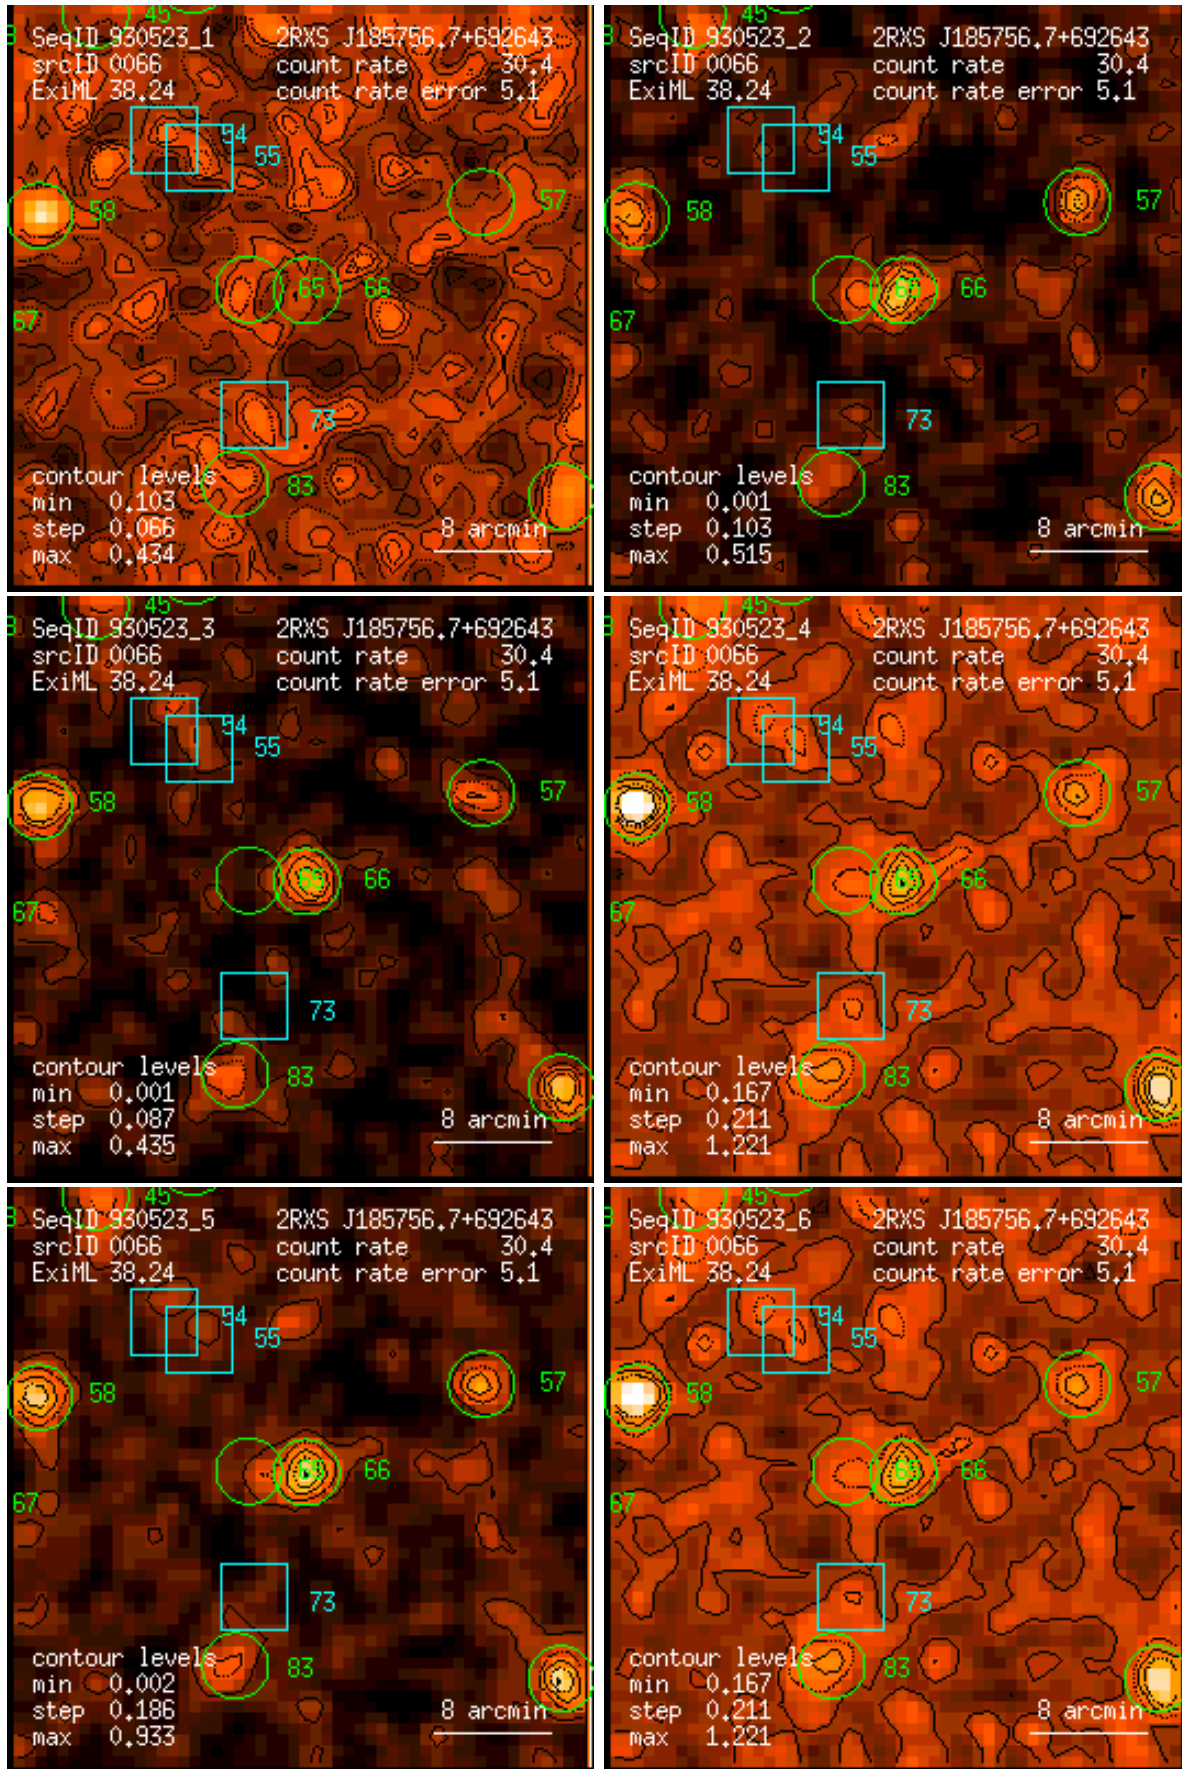 45
8 SeqID 930523_1 2RXS J185756.7+692643
srcID 0066 count rate 30.4
ExiML 38.24 count rate error 5.1
54
55
57
58
65 66
67
73
contour levels
83
min 0.103
step 0.066 8 arcmin
max 0.434
45
8 SeqID 930523_2 2RXS J185756.7+692643
srcID 0066 count rate 30.4
ExiML 38.24 count rate error 5.1
54
55
57
58
65 66
67
73
contour levels
83
min 0.001
step 0.103 8 arcmin
max 0.515
45
8 SeqID 930523_3 2RXS J185756.7+692643
srcID 0066 count rate 30.4
ExiML 38.24 count rate error 5.1
54
55
57
58
65 66
67
73
contour levels
83
min 0.001
step 0.087 8 arcmin
max 0.435
45
8 SeqID 930523_4 2RXS J185756.7+692643
srcID 0066 count rate 30.4
ExiML 38.24 count rate error 5.1
54
55
57
58
65 66
67
73
contour levels
83
min 0.167
step 0.211 8 arcmin
max 1.221
45
8 SeqID 930523_5 2RXS J185756.7+692643
srcID 0066 count rate 30.4
ExiML 38.24 count rate error 5.1
54
55
57
58
65 66
67
73
contour levels
83
min 0.002
step 0.186 8 arcmin
max 0.933
45
8 SeqID 930523_6 2RXS J185756.7+692643
srcID 0066 count rate 30.4
ExiML 38.24 count rate error 5.1
54
55
57
58
65 66
67
73
contour levels
83
min 0.167
step 0.211 8 arcmin
max 1.221